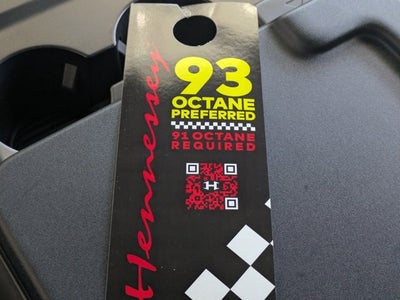 93
OCTANE
PREFERRED
91 OCTANE
REQUIRED
Hennessey